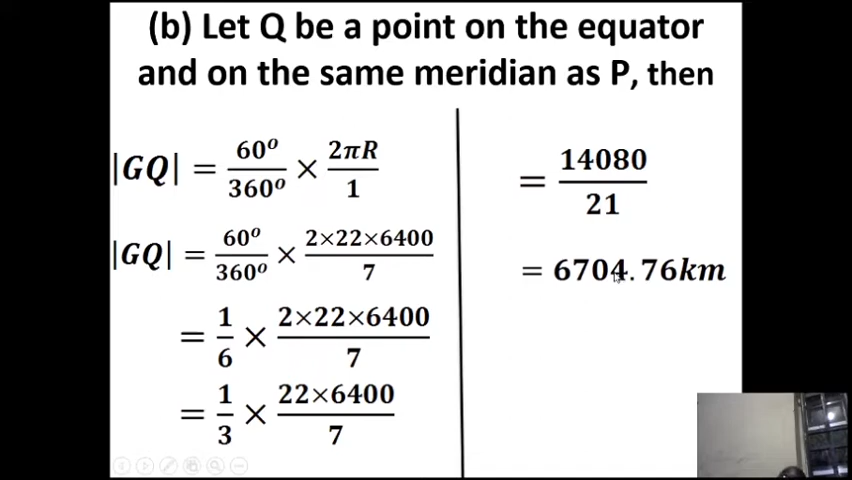 (b) Let Q be a point on the equator
and on the same meridian as P, then
|GQ| = 60°/360° × 2πR/1
|GQ| = 60°/360° × 2×22×6400/7
= 1/6 × 2×22×6400/7
= 1/3 × 22×6400/7
= 14080/21
= 6704.76km